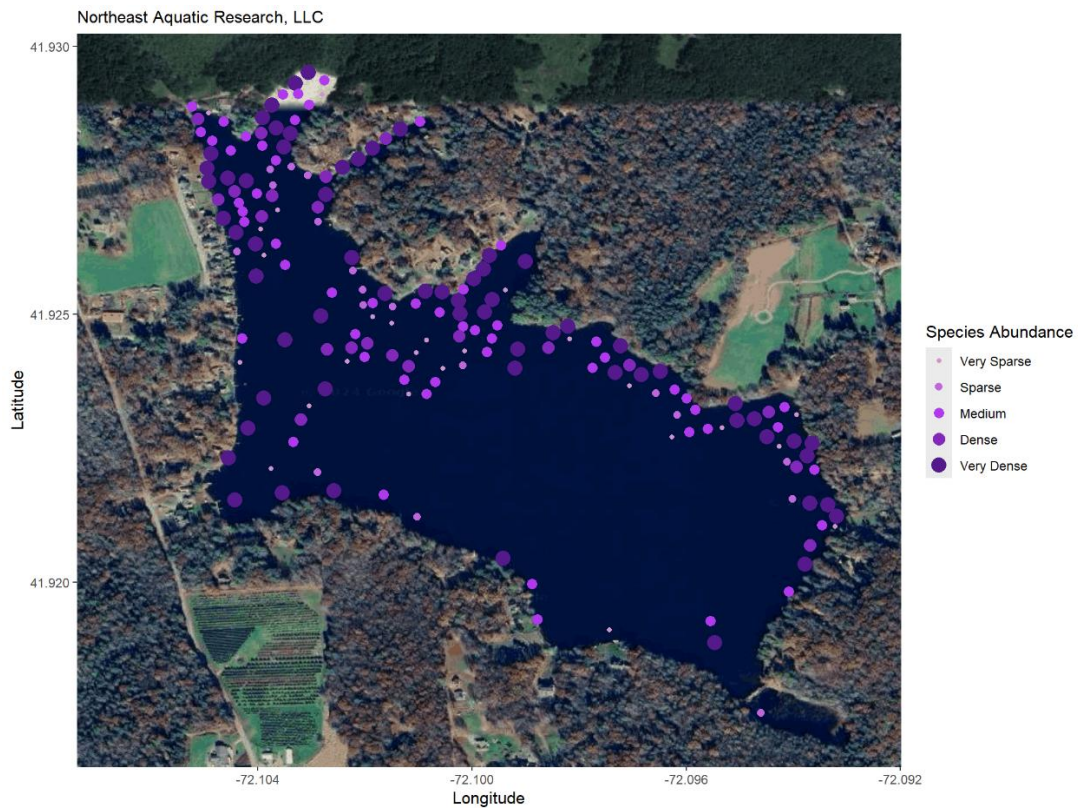 Northeast Aquatic Research, LLC
41.930
41.925
41.920
Latitude
-72.104
-72.100
-72.096
-72.092
Longitude
Species Abundance
Very Sparse
Sparse
Medium
Dense
Very Dense